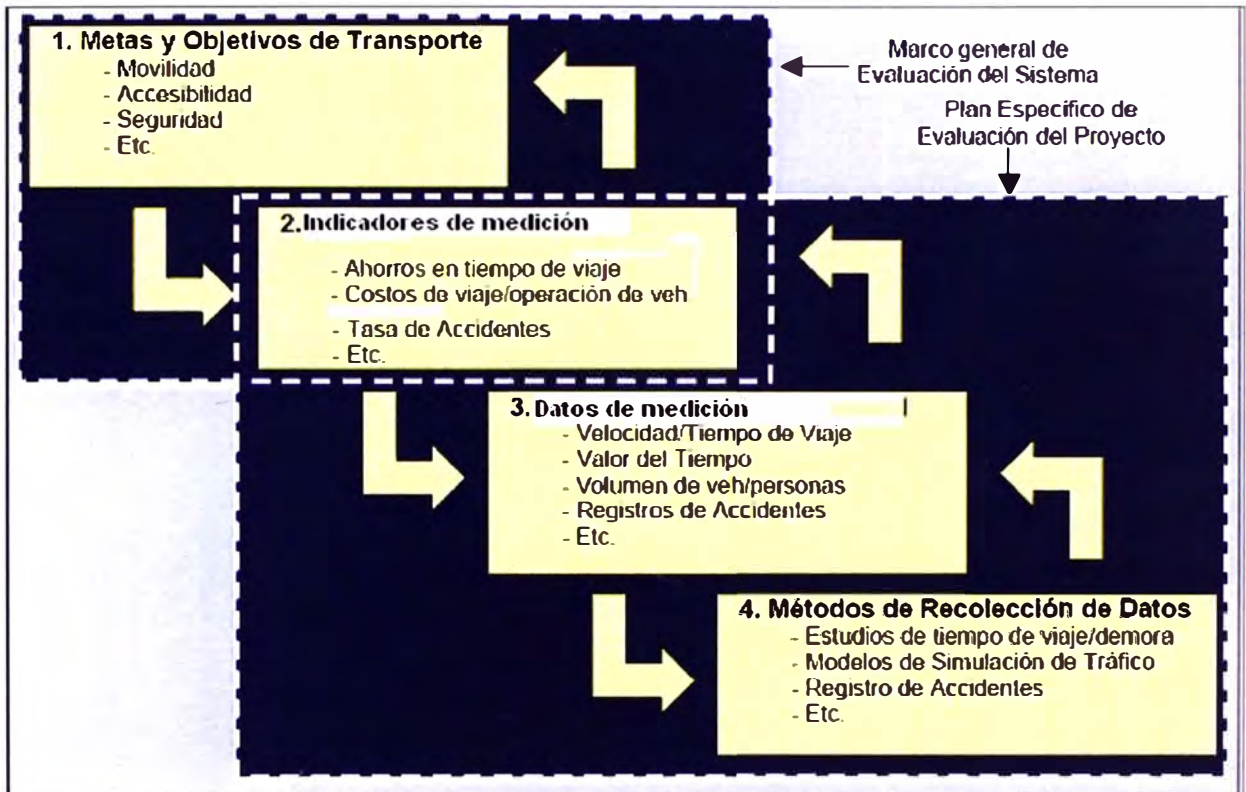 1. Metas y Objetivos de Transporte
- Movilidad
- Accesibilidad
- Seguridad
- Etc.
Marco general de
Evaluación del Sistema
Plan Especifico de
Evaluación del Proyecto
2.Indicadores de medición
- Ahorros en tiempo de viaje
- Costos de viaje/operación de veh
- Tasa de Accidentes
- Etc.
3. Datos de medición
- Velocidad/Tiempo de Viaje
- Valor del Tiempo
- Volumen de veh/personas
- Registros de Accidentes
- Etc.
4. Métodos de Recolección de Datos
- Estudios de tiempo de viaje/demora
- Modelos de Simulación de Tráfico
- Registro de Accidentes
- Etc.